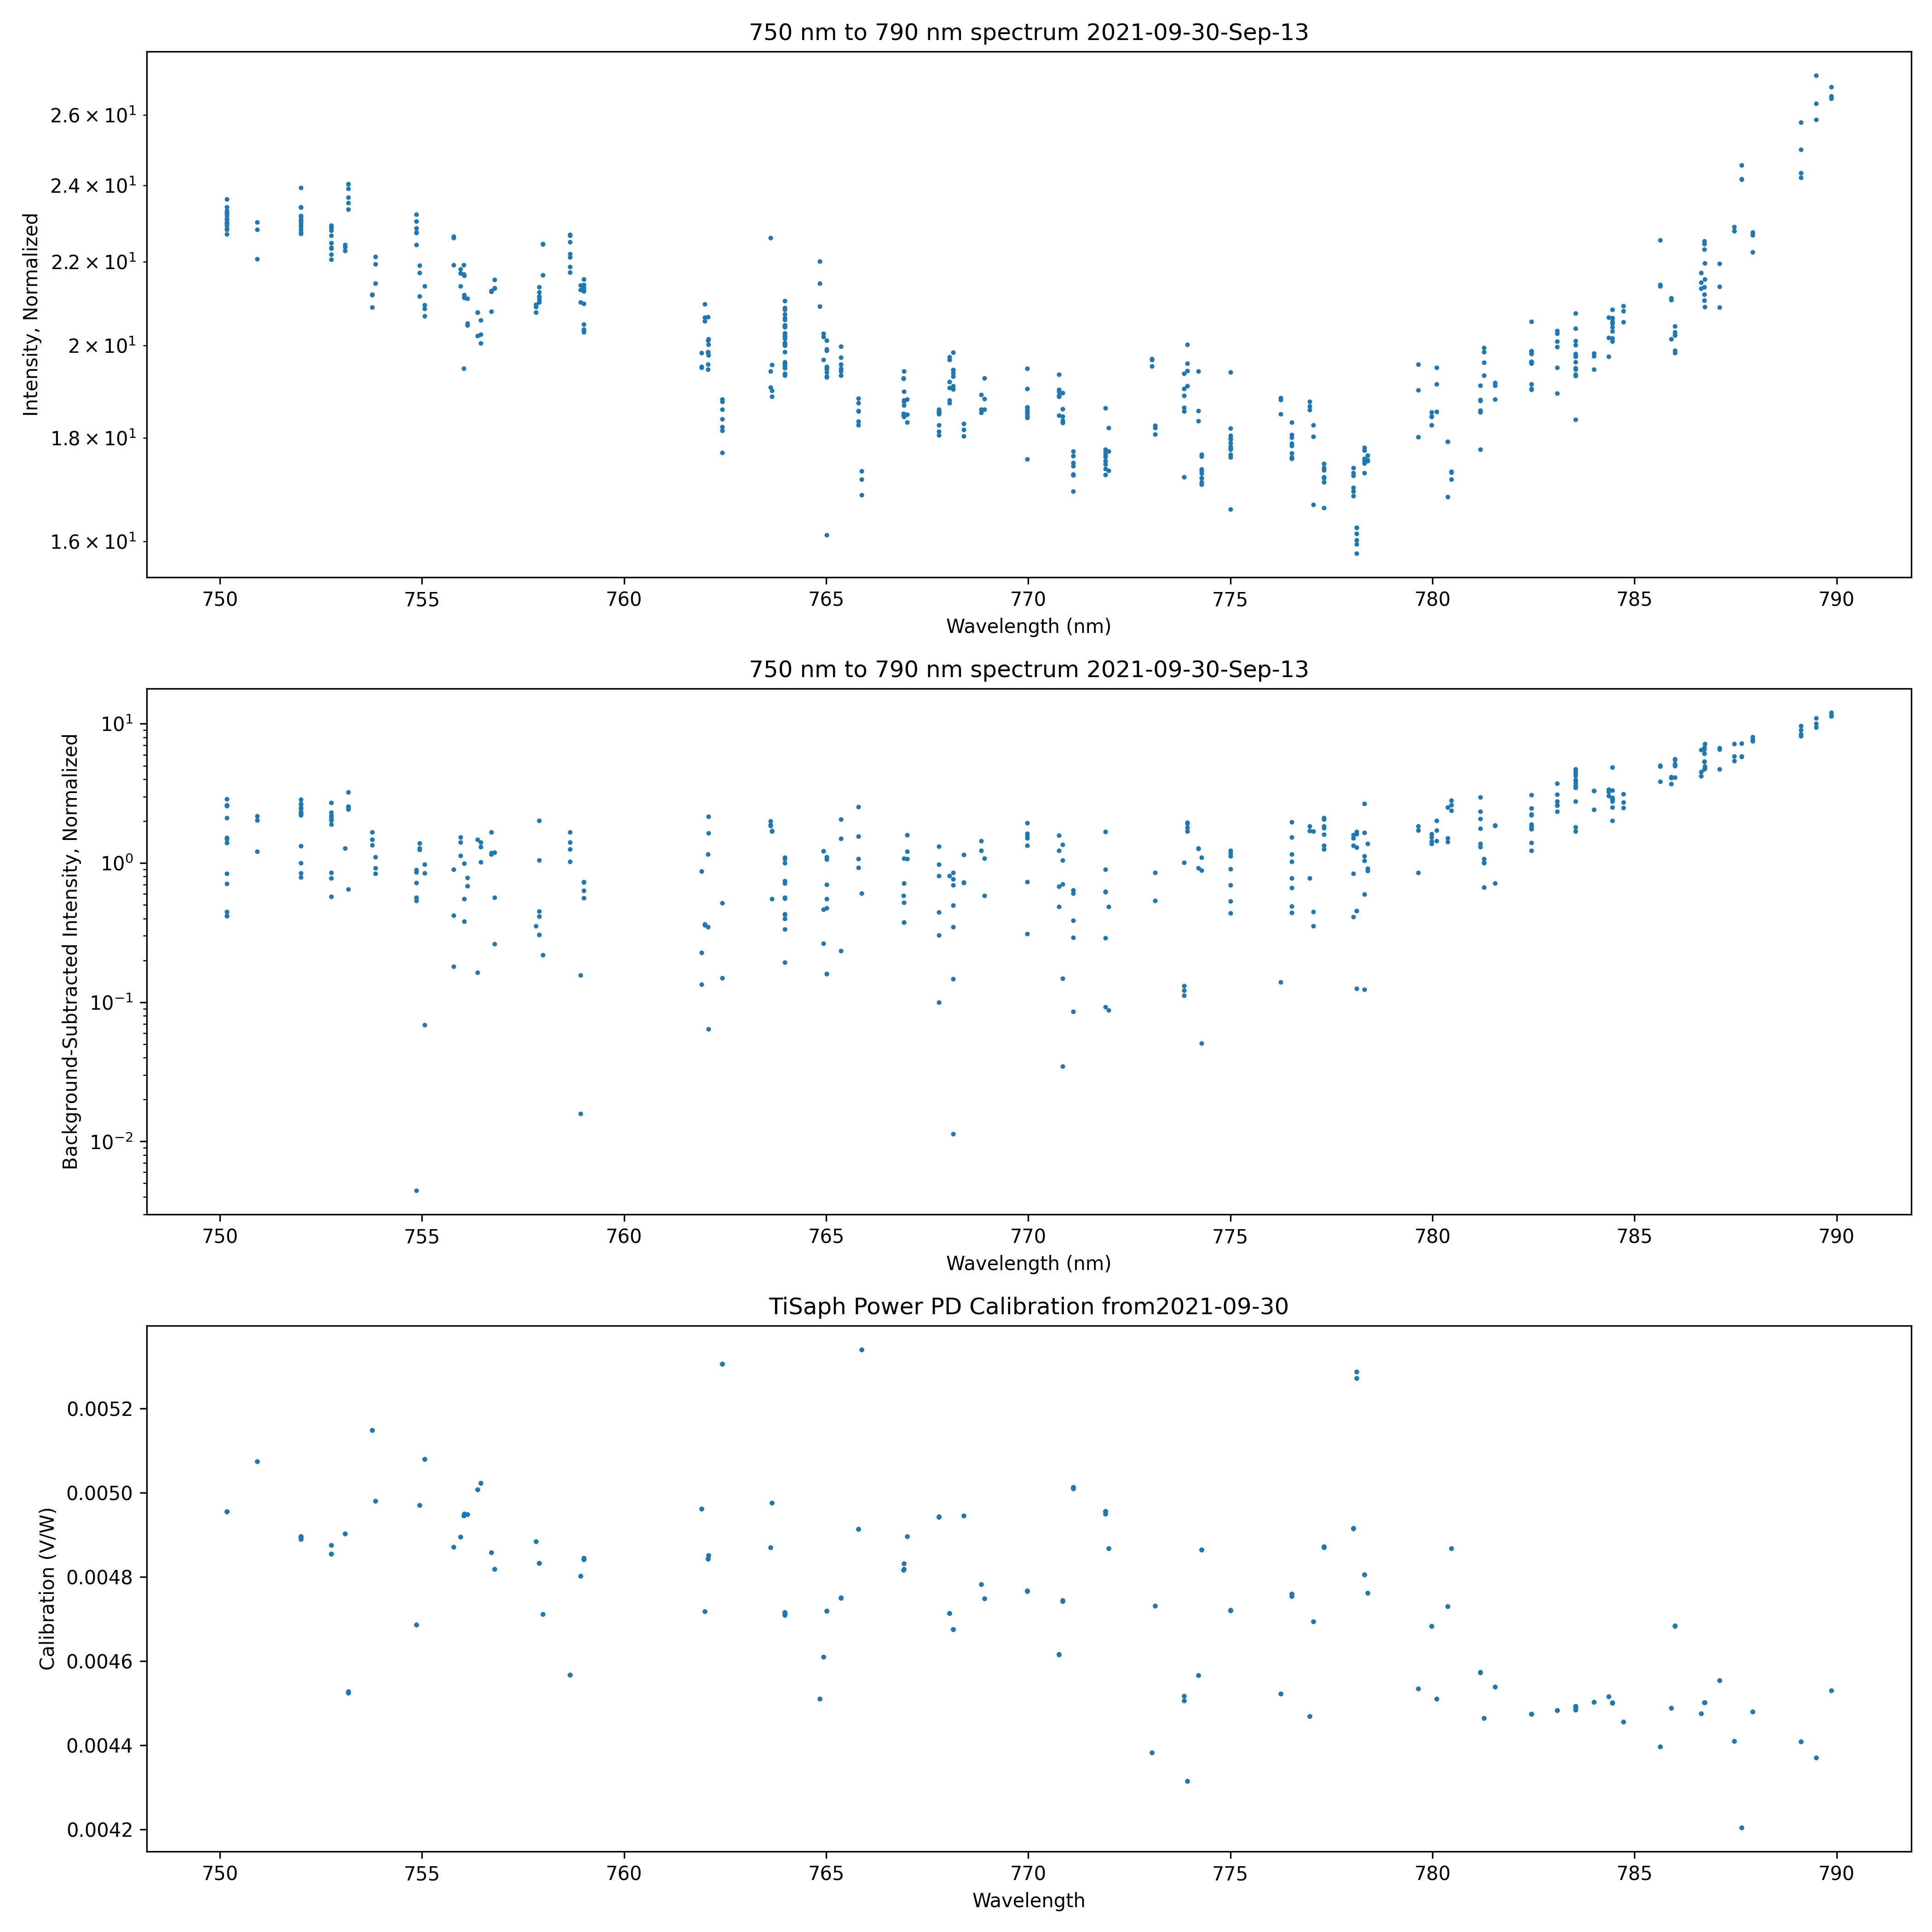 750 nm to 790 nm spectrum 2021-09-30-Sep-13
Intensity, Normalized
2.6 × 10¹
2.4 × 10¹
2.2 × 10¹
2 × 10¹
1.8 × 10¹
1.6 × 10¹
750 755 760 765 770 775 780 785 790
Wavelength (nm)
750 nm to 790 nm spectrum 2021-09-30-Sep-13
Background-Subtracted Intensity, Normalized
10¹
10⁰
10⁻¹
10⁻²
750 755 760 765 770 775 780 785 790
Wavelength (nm)
TiSaph Power PD Calibration from2021-09-30
Calibration (V/W)
0.0052
0.0050
0.0048
0.0046
0.0044
0.0042
750 755 760 765 770 775 780 785 790
Wavelength